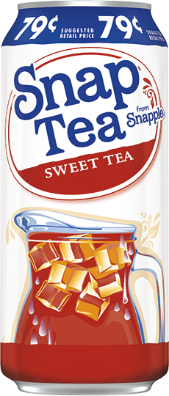 79¢ SUGGESTED RETAIL PRICE 79¢
Snap
Tea
from Snapple
SWEET TEA